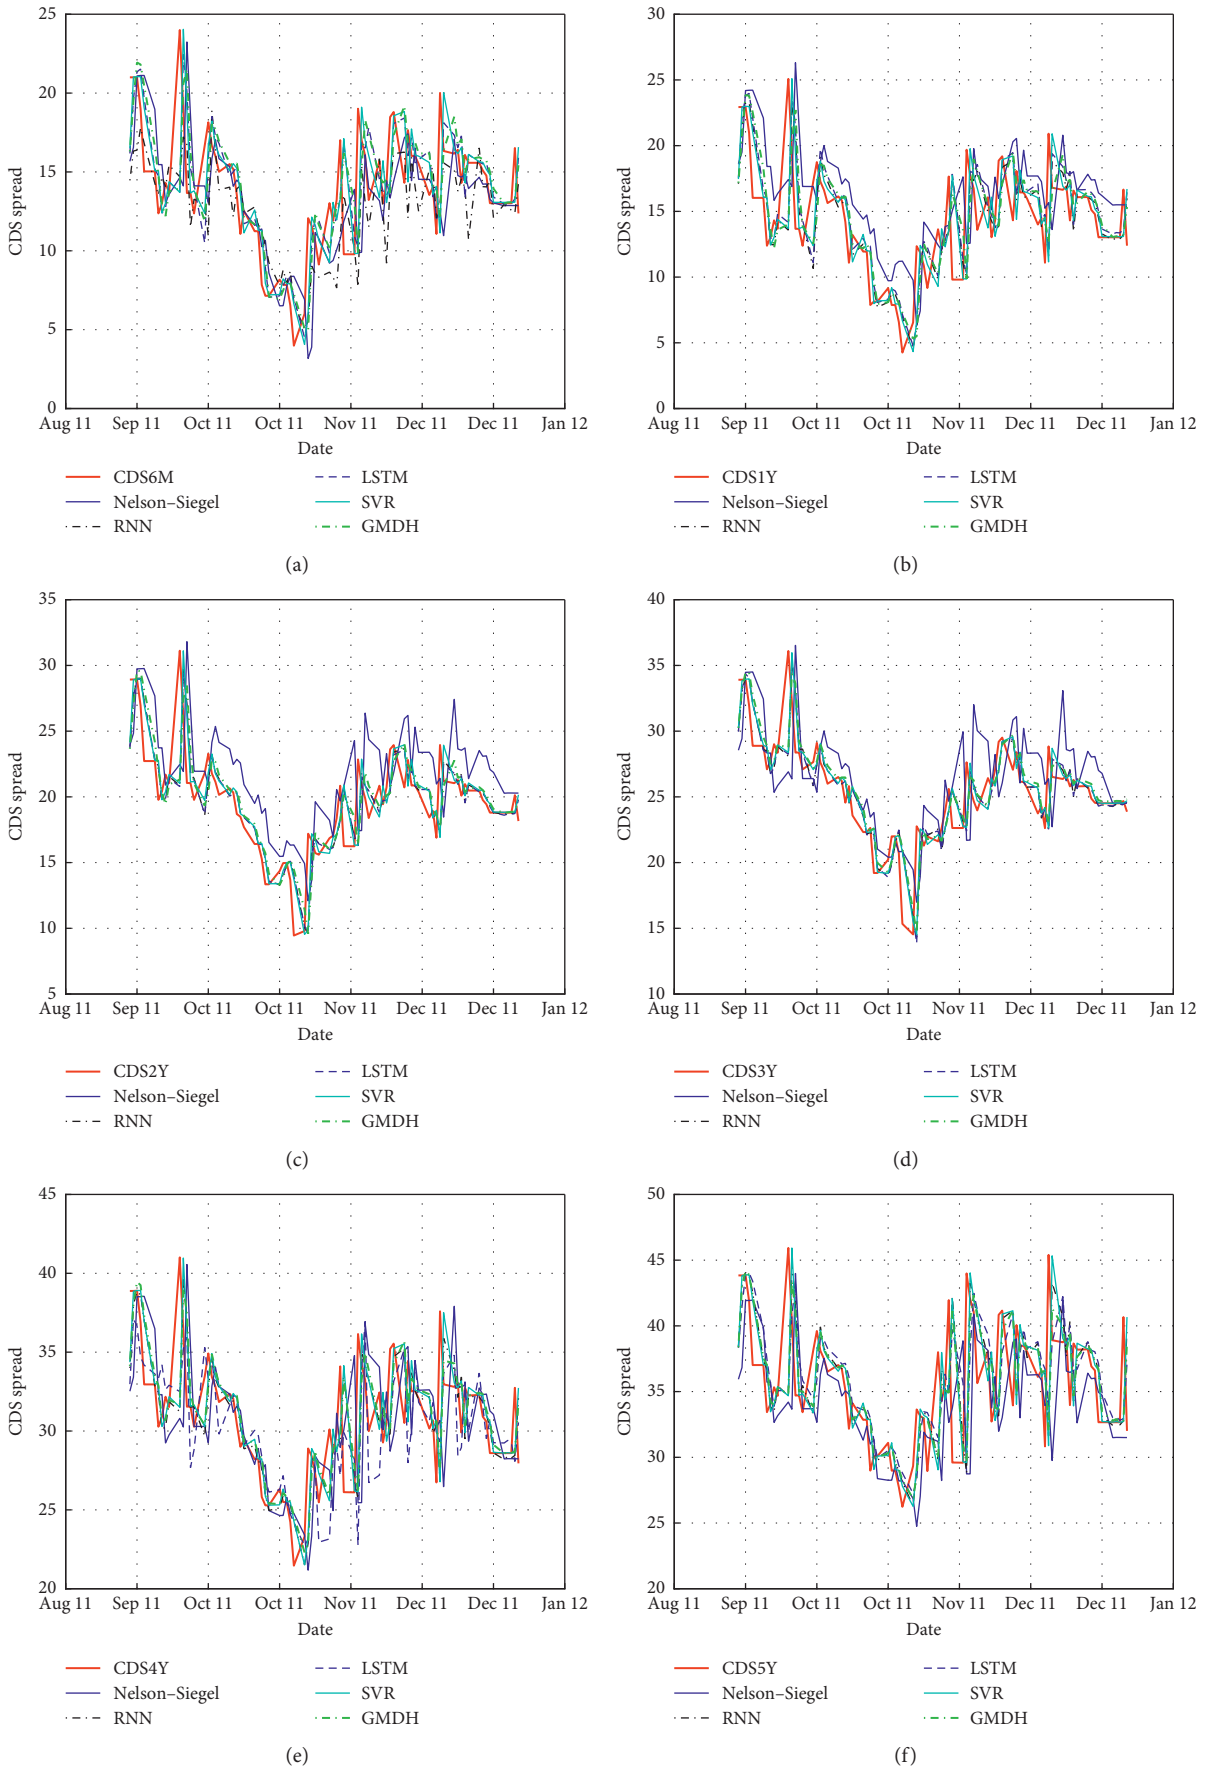 25
20
15
10
5
0
CDS spread
Aug 11 Sep 11 Oct 11 Oct 11 Nov 11 Dec 11 Dec 11 Jan 12
Date
CDS6M
Nelson–Siegel
RNN
LSTM
SVR
GMDH
(a)
30
25
20
15
10
5
0
CDS spread
Aug 11 Sep 11 Oct 11 Oct 11 Nov 11 Dec 11 Dec 11 Jan 12
Date
CDS1Y
Nelson–Siegel
RNN
LSTM
SVR
GMDH
(b)
35
30
25
20
15
10
5
CDS spread
Aug 11 Sep 11 Oct 11 Oct 11 Nov 11 Dec 11 Dec 11 Jan 12
Date
CDS2Y
Nelson–Siegel
RNN
LSTM
SVR
GMDH
(c)
40
35
30
25
20
15
10
CDS spread
Aug 11 Sep 11 Oct 11 Oct 11 Nov 11 Dec 11 Dec 11 Jan 12
Date
CDS3Y
Nelson–Siegel
RNN
LSTM
SVR
GMDH
(d)
45
40
35
30
25
20
CDS spread
Aug 11 Sep 11 Oct 11 Oct 11 Nov 11 Dec 11 Dec 11 Jan 12
Date
CDS4Y
Nelson–Siegel
RNN
LSTM
SVR
GMDH
(e)
50
45
40
35
30
25
20
CDS spread
Aug 11 Sep 11 Oct 11 Oct 11 Nov 11 Dec 11 Dec 11 Jan 12
Date
CDS5Y
Nelson–Siegel
RNN
LSTM
SVR
GMDH
(f)